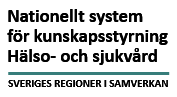 Nationellt system
för kunskapsstyrning
Hälso- och sjukvård
SVERIGES REGIONER I SAMVERKAN